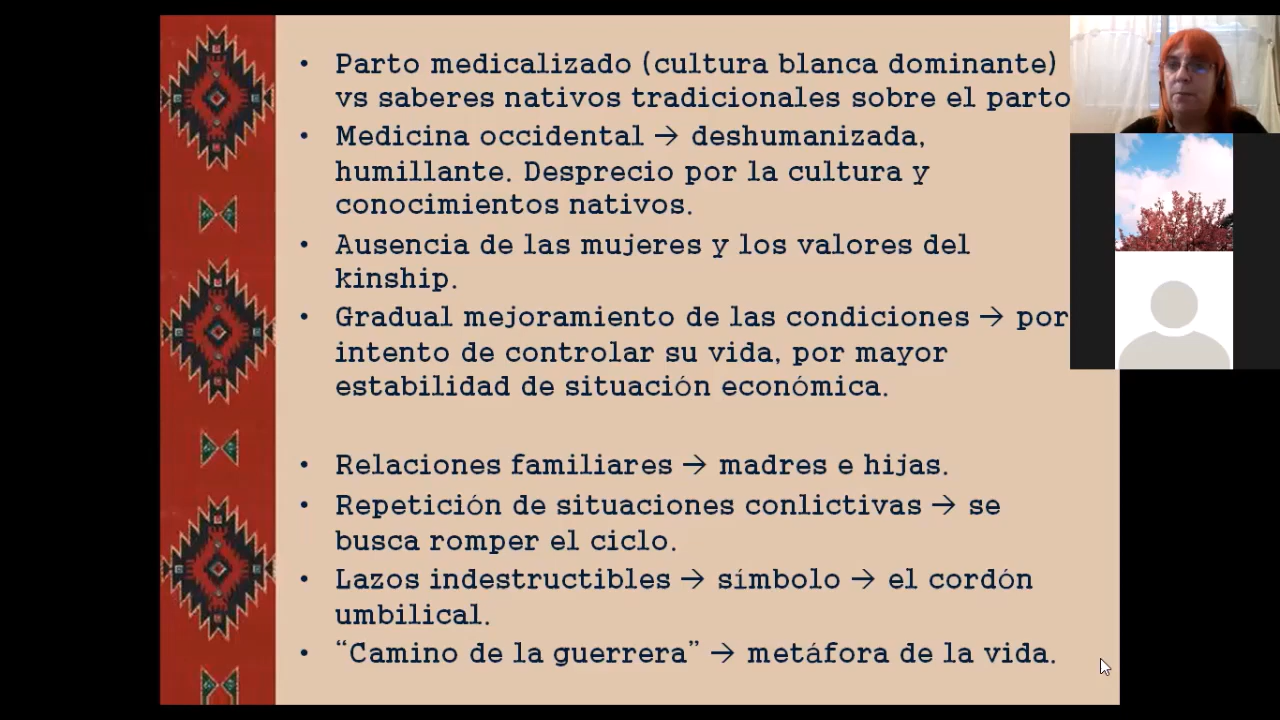 • Parto medicalizado (cultura blanca dominante)
vs saberes nativos tradicionales sobre el parto
• Medicina occidental → deshumanizada,
humillante. Desprecio por la cultura y
conocimientos nativos.
• Ausencia de las mujeres y los valores del
kinship.
• Gradual mejoramiento de las condiciones → por
intento de controlar su vida, por mayor
estabilidad de situación económica.
• Relaciones familiares → madres e hijas.
• Repetición de situaciones conlictivas → se
busca romper el ciclo.
• Lazos indestructibles → símbolo → el cordón
umbilical.
• “Camino de la guerrera” → metáfora de la vida.